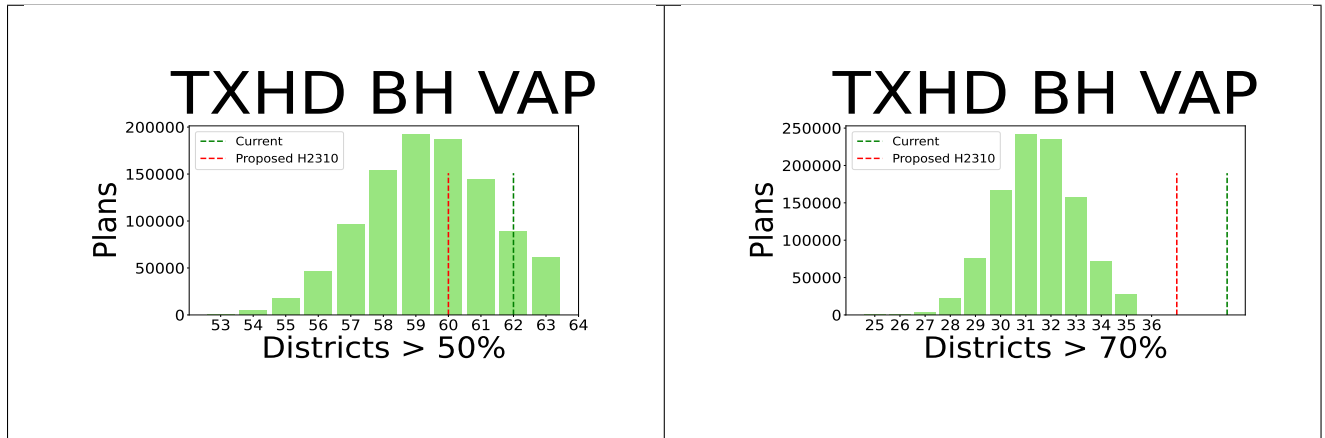 TXHD BH VAP
Current
Proposed H2310
Plans
200000
150000
100000
50000
0
53 54 55 56 57 58 59 60 61 62 63 64
Districts > 50%
TXHD BH VAP
Current
Proposed H2310
Plans
250000
200000
150000
100000
50000
0
25 26 27 28 29 30 31 32 33 34 35 36
Districts > 70%